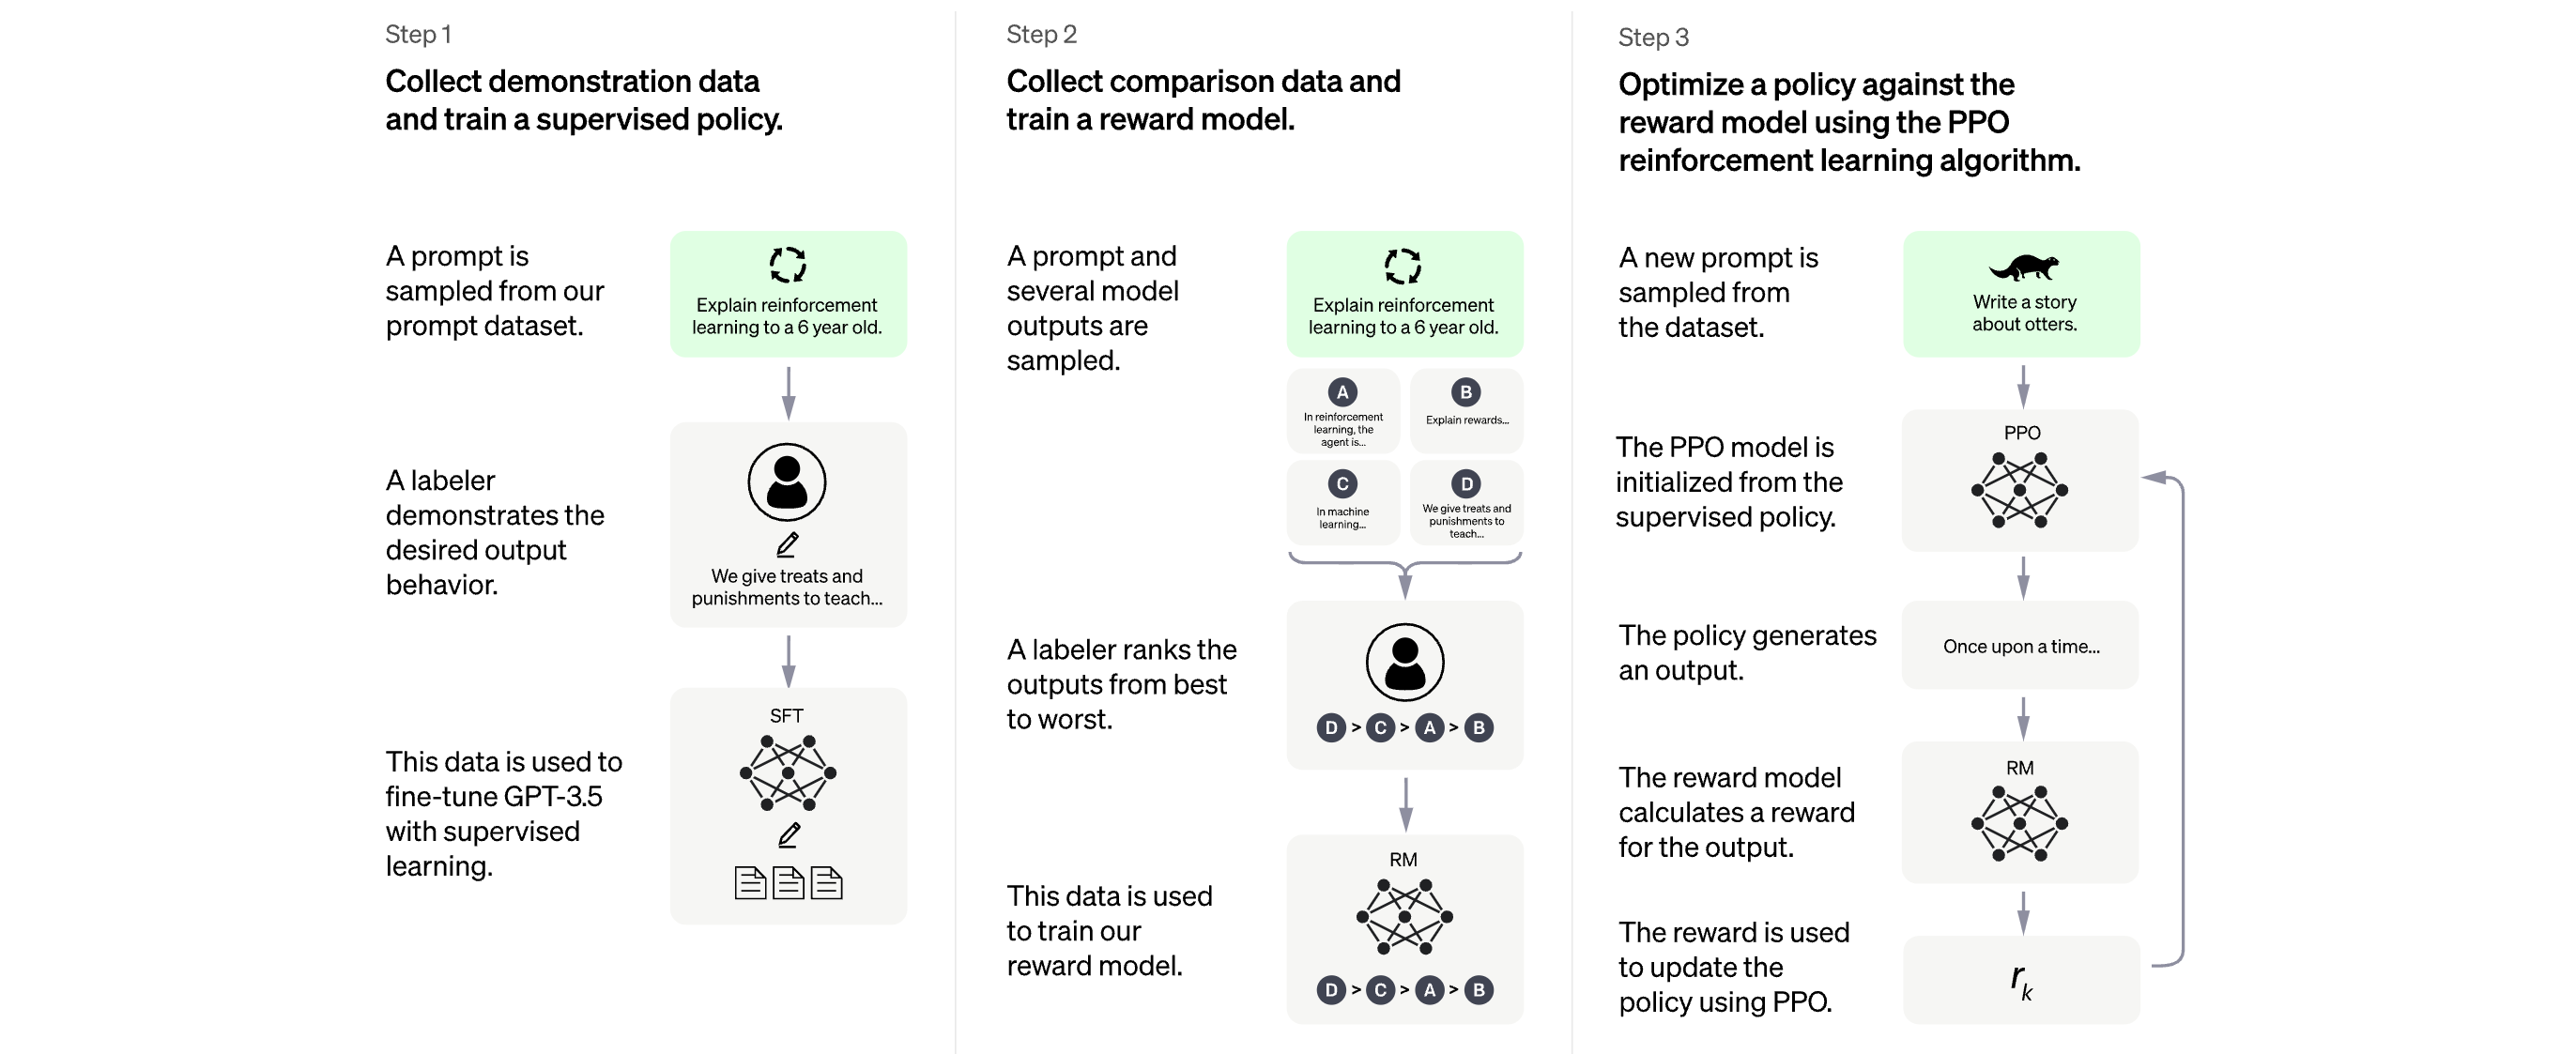 Step 1
Collect demonstration data
and train a supervised policy.
A prompt is
sampled from our
prompt dataset.
Explain reinforcement
learning to a 6 year old.
A labeler
demonstrates the
desired output
behavior.
We give treats and
punishments to teach...
This data is used to
fine-tune GPT-3.5
with supervised
learning.
SFT
Step 2
Collect comparison data and
train a reward model.
A prompt and
several model
outputs are
sampled.
Explain reinforcement
learning to a 6 year old.
A
In reinforcement
learning, the
agent is...
B
Explain rewards...
C
In machine
learning...
D
We give treats and
punishments to
teach...
A labeler ranks the
outputs from best
to worst.
D > C > A > B
This data is used
to train our
reward model.
RM
D > C > A > B
Step 3
Optimize a policy against the
reward model using the PPO
reinforcement learning algorithm.
A new prompt is
sampled from
the dataset.
Write a story
about otters.
The PPO model is
initialized from the
supervised policy.
PPO
The policy generates
an output.
Once upon a time...
The reward model
calculates a reward
for the output.
RM
The reward is used
to update the
policy using PPO.
rk